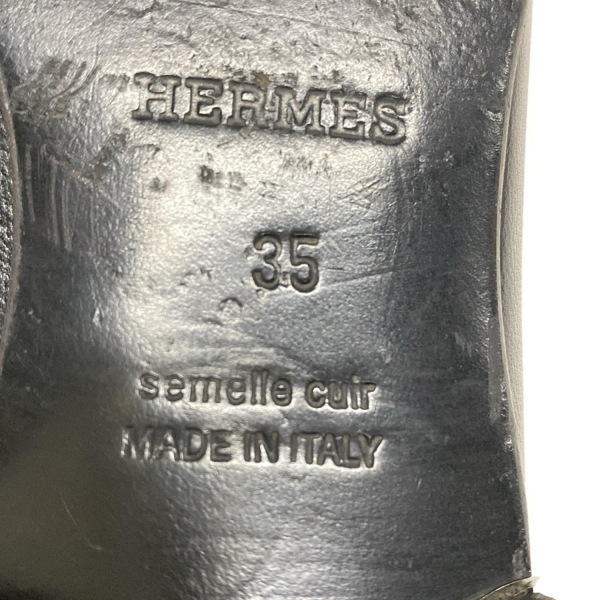 HERMES
35
semelle cuir
MADE IN ITALY